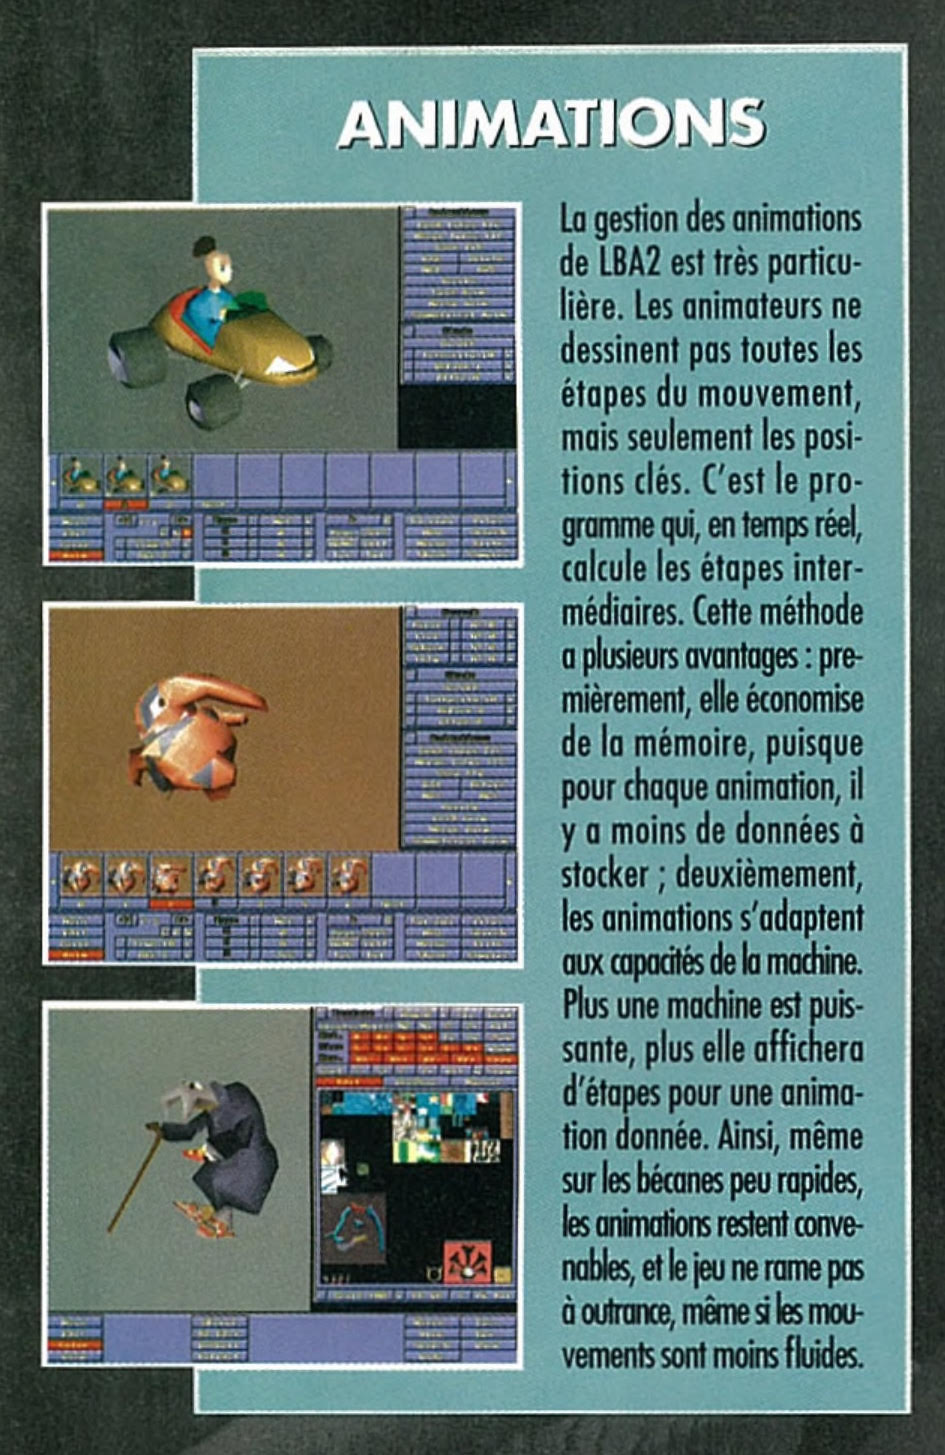 ANIMATIONS
La gestion des animations
de LBA2 est très particu-
lière. Les animateurs ne
dessinent pas toutes les
étapes du mouvement,
mais seulement les posi-
tions clés. C'est le pro-
gramme qui, en temps réel,
calcule les étapes inter-
médiaires. Cette méthode
a plusieurs avantages : pre-
mièrement, elle économise
de la mémoire, puisque
pour chaque animation, il
y a moins de données à
stocker ; deuxièmement,
les animations s'adaptent
aux capacités de la machine.
Plus une machine est puis-
sante, plus elle affichera
d'étapes pour une anima-
tion donnée. Ainsi, même
sur les bécanes peu rapides,
les animations restent conve-
nables, et le jeu ne rame pas
à outrance, même si les mou-
vements sont moins fluides.